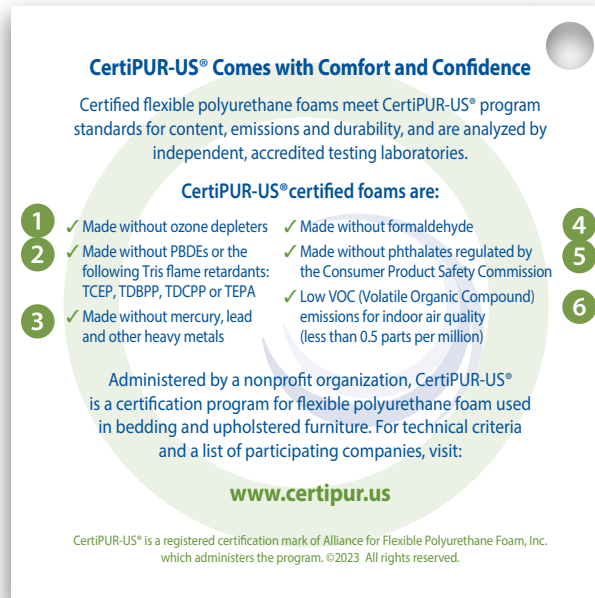 CertiPUR-US® Comes with Comfort and Confidence
Certified flexible polyurethane foams meet CertiPUR-US® program
standards for content, emissions and durability, and are analyzed by
independent, accredited testing laboratories.
CertiPUR-US® certified foams are:
1
✓ Made without ozone depleters
2
✓ Made without PBDEs or the
following Tris flame retardants:
TCEP, TDBPP, TDCPP or TEPA
3
✓ Made without mercury, lead
and other heavy metals
✓ Made without formaldehyde
4
✓ Made without phthalates regulated by
the Consumer Product Safety Commission
5
✓ Low VOC (Volatile Organic Compound)
emissions for indoor air quality
(less than 0.5 parts per million)
6
Administered by a nonprofit organization, CertiPUR-US®
is a certification program for flexible polyurethane foam used
in bedding and upholstered furniture. For technical criteria
and a list of participating companies, visit:
www.certipur.us
CertiPUR-US® is a registered certification mark of Alliance for Flexible Polyurethane Foam, Inc.
which administers the program. ©2023 All rights reserved.